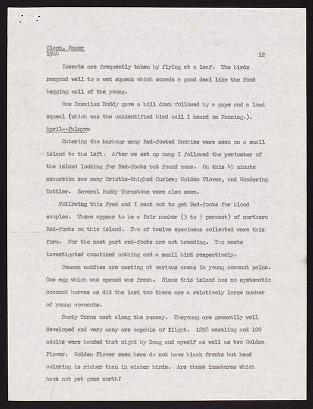 Clapp, Roger
1964 12
Insects are frequently taken by flying at a leaf. The birds
respond well to a wet squeak which sounds a good deal like the food
begging call of the young.
One Hawaiian Noddy gave a bill down followed by a gape and a loud
squeal (which was the unidentified bird call I heard on Fanning.).
April--Palmyra
Entering the harbour many Red-footed Boobies were seen on a small
island to the left. After we set up camp I followed the perimeter of
the island looking for Red-foots but found none. On this 45 minute
excursion saw many Bristle-thighed Curlew; Golden Plover, and Wandering
Tattler. Several Ruddy Turnstone were also seen.
Following this Fred and I went out to get Red-foots for blood
samples. There appear to be a fair number (3 to 5 percent) of northern
Red-foots on this island. Two of twelve specimens collected were this
form. For the most part red-foots are not breeding. Two nests
investigated contained nothing and a small bird respectively.
Common noddies are nesting at various areas in young coconut palms.
One egg which was opened was fresh. Since this island has no systematic
coconut harves as did the last two there are a relatively large number
of young coconuts.
Sooty Terns nest along the runway. Theyoung are generally well
developed and very many are capable of flight. 1298 nestling and 100
adults were banded that night by Doug and myself as well as two Golden
Plover. Golden Plover seen here do not have black fronts but head
coloring is richer than in winter birds. Are these immatures which
have not yet gone north?